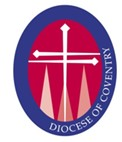 DIOCESE OF COVENTRY